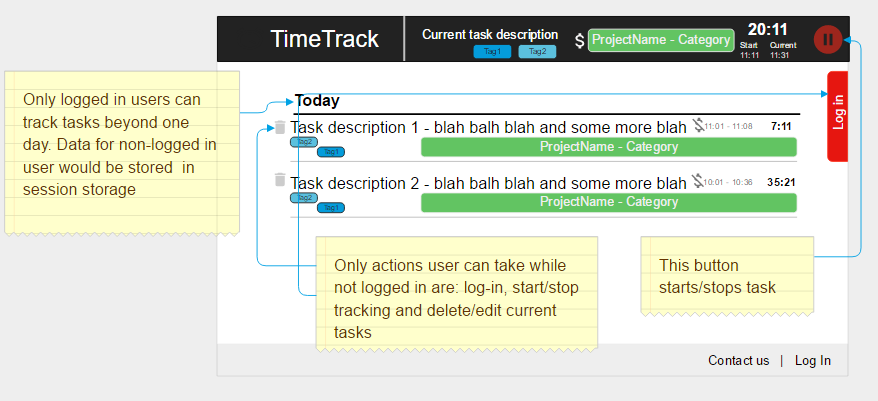 TimeTrack
Current task description
Tag1 Tag2
$
ProjectName - Category
20:11
Start Current
11:11 11:31
Only logged in users can
track tasks beyond one
day. Data for non-logged in
user would be stored in
session storage
Today
Log in
Task description 1 - blah balh blah and some more blah 11:01 - 11:08 7:11
Tag2
Tag1
ProjectName - Category
Task description 2 - blah balh blah and some more blah 10:01 - 10:36 35:21
Tag2
Tag1
ProjectName - Category
Only actions user can take while
not logged in are: log-in, start/stop
tracking and delete/edit current
tasks
This button
starts/stops task
Contact us | Log In